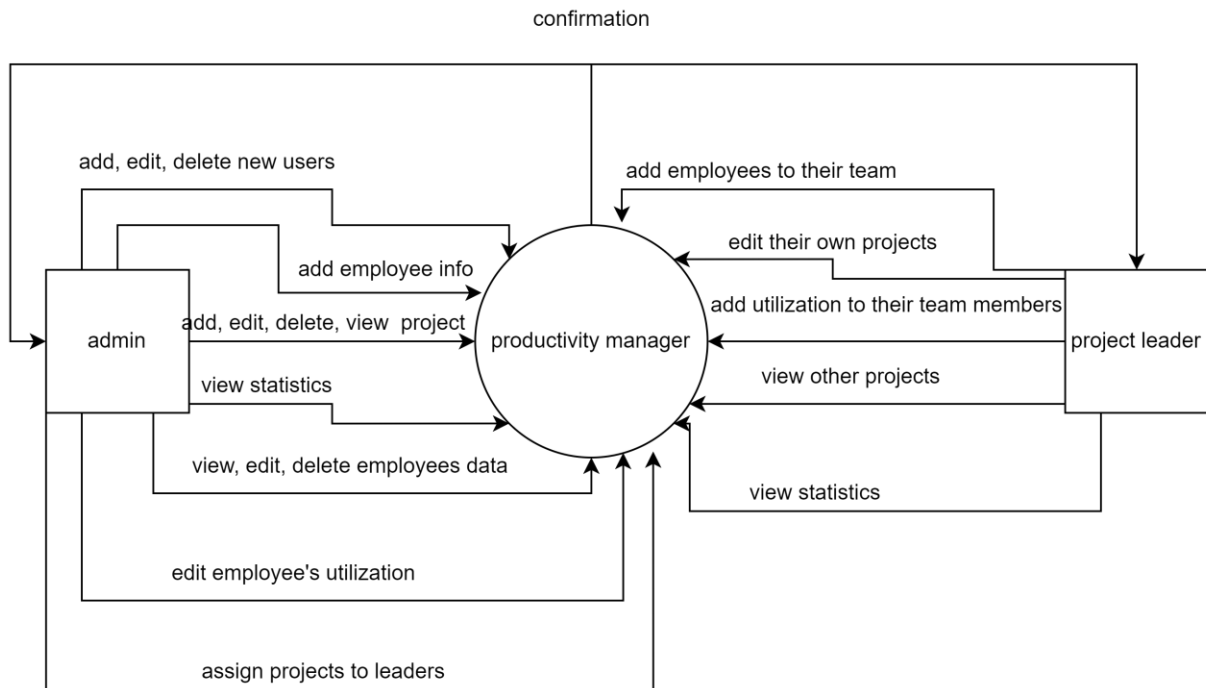 confirmation
add, edit, delete new users
add employees to their team
edit their own projects
add employee info
add utilization to their team members
add, edit, delete, view  project
admin
productivity manager
project leader
view other projects
view statistics
view, edit, delete employees data
view statistics
edit employee's utilization
assign projects to leaders